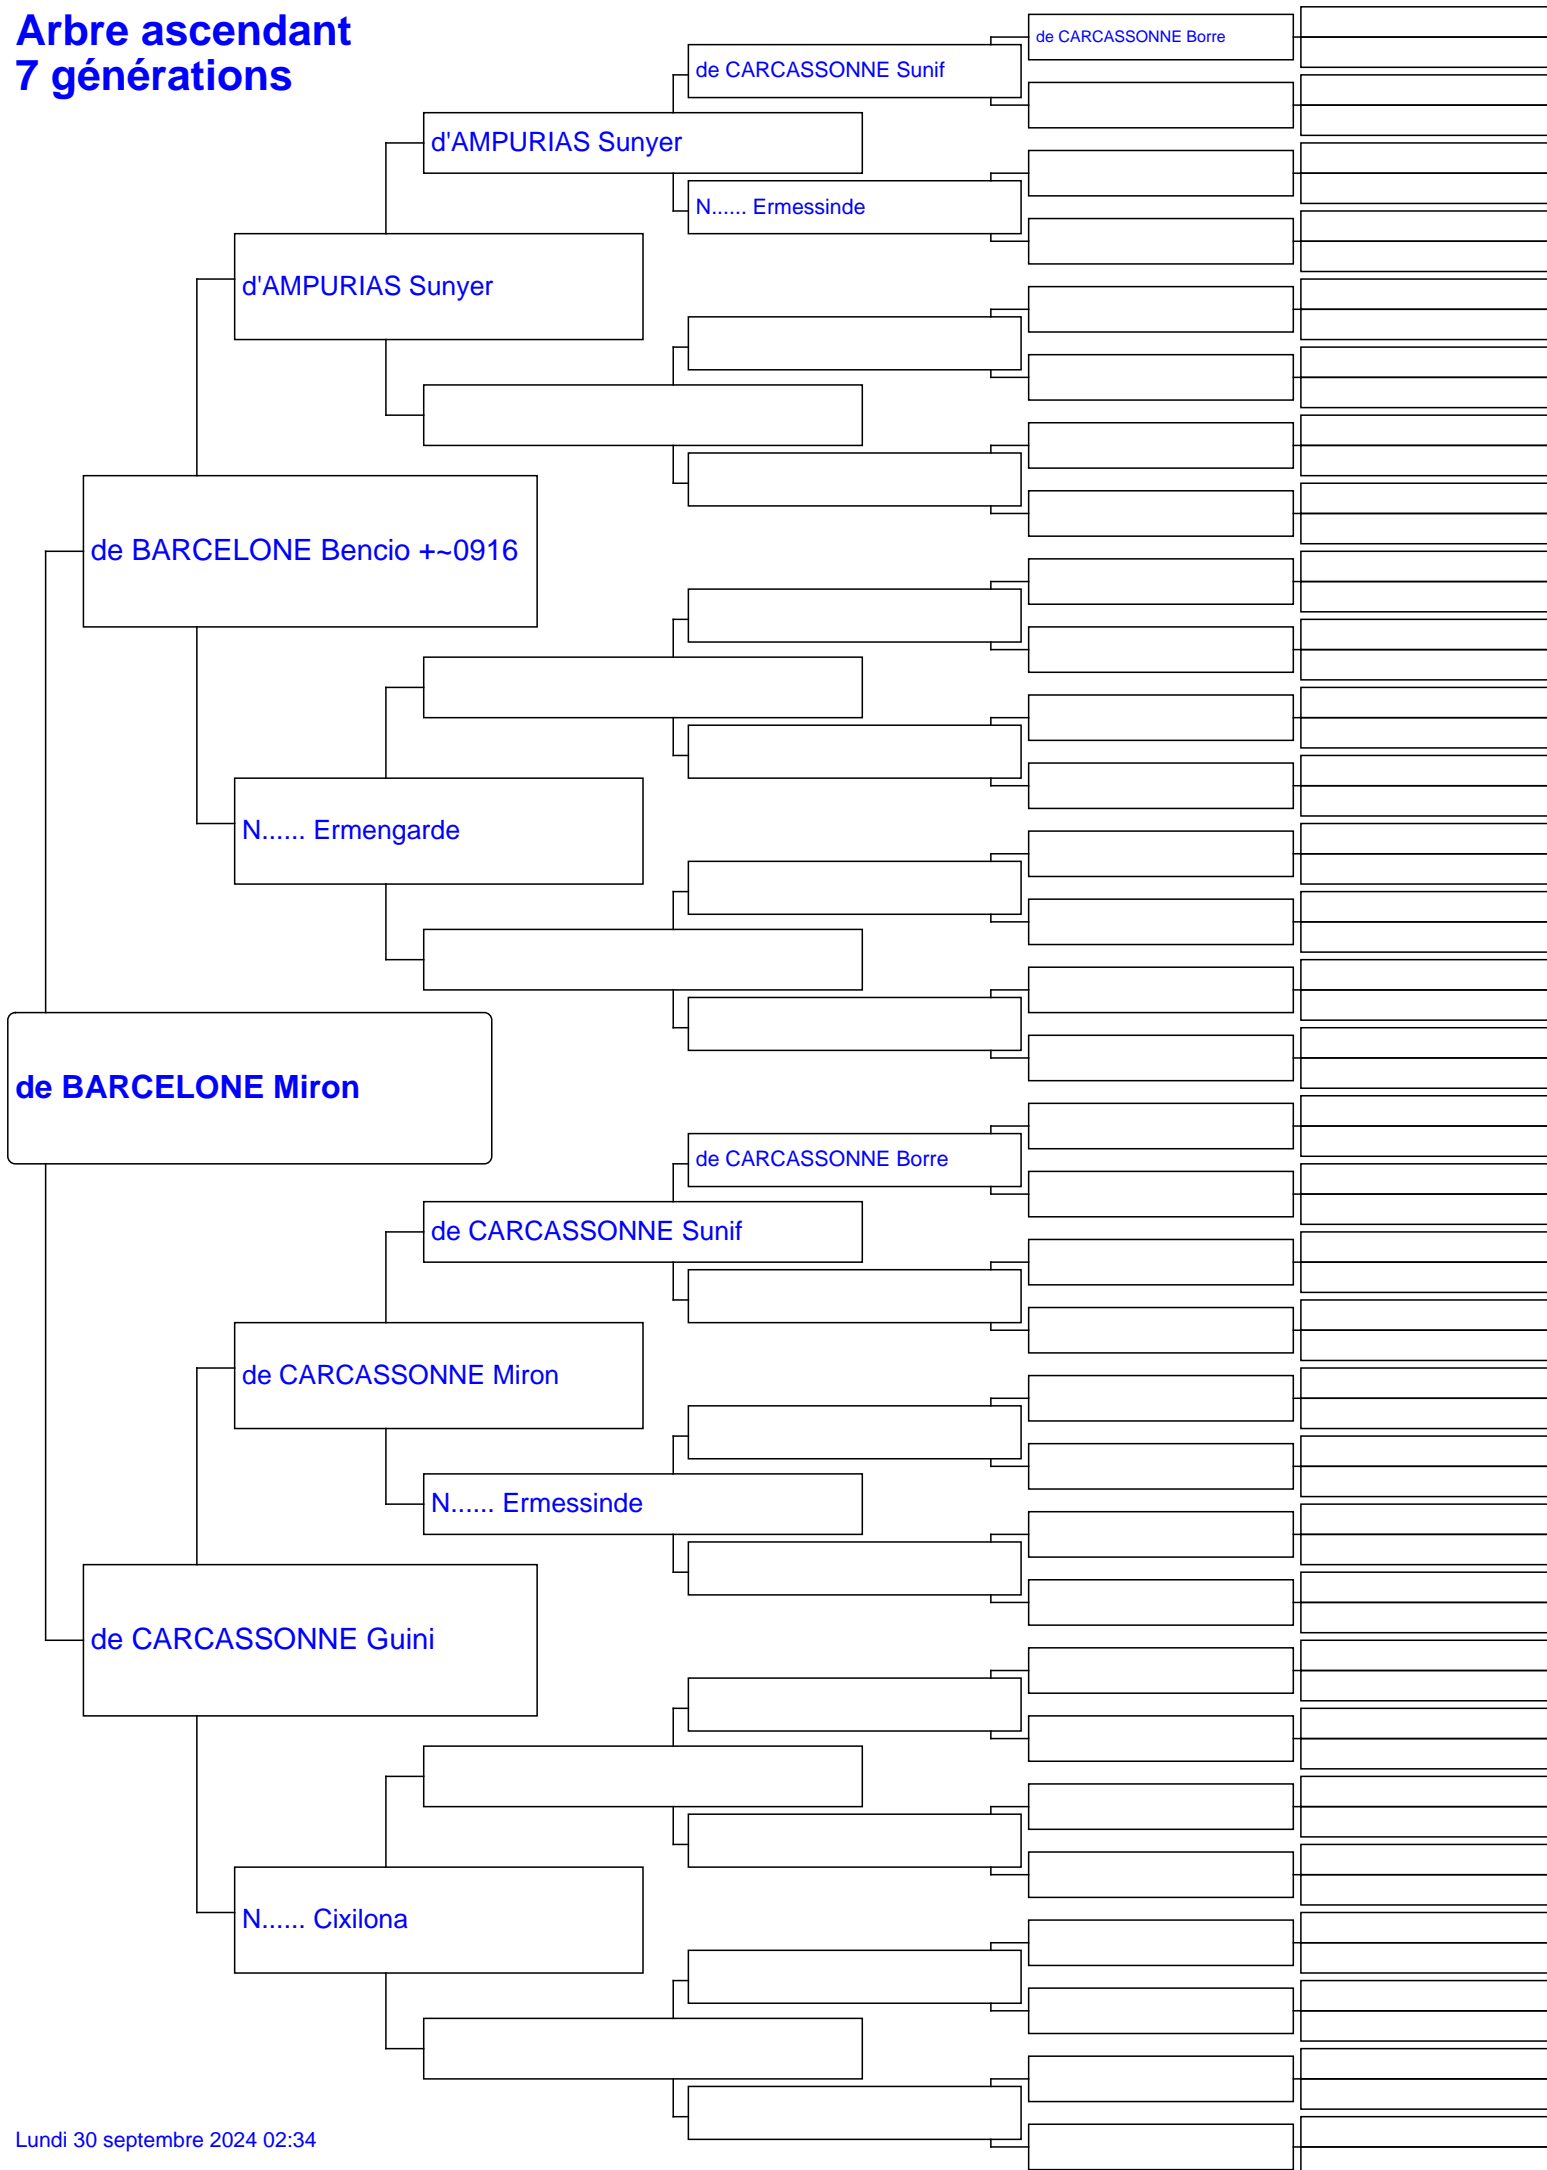 Arbre ascendant
7 générations
de CARCASSONNE Borre
de CARCASSONNE Sunif
d'AMPURIAS Sunyer
N...... Ermessinde
d'AMPURIAS Sunyer
de BARCELONE Bencio +~0916
N...... Ermengarde
de BARCELONE Miron
de CARCASSONNE Borre
de CARCASSONNE Sunif
de CARCASSONNE Miron
N...... Ermessinde
de CARCASSONNE Guini
N...... Cixilona
Lundi 30 septembre 2024 02:34